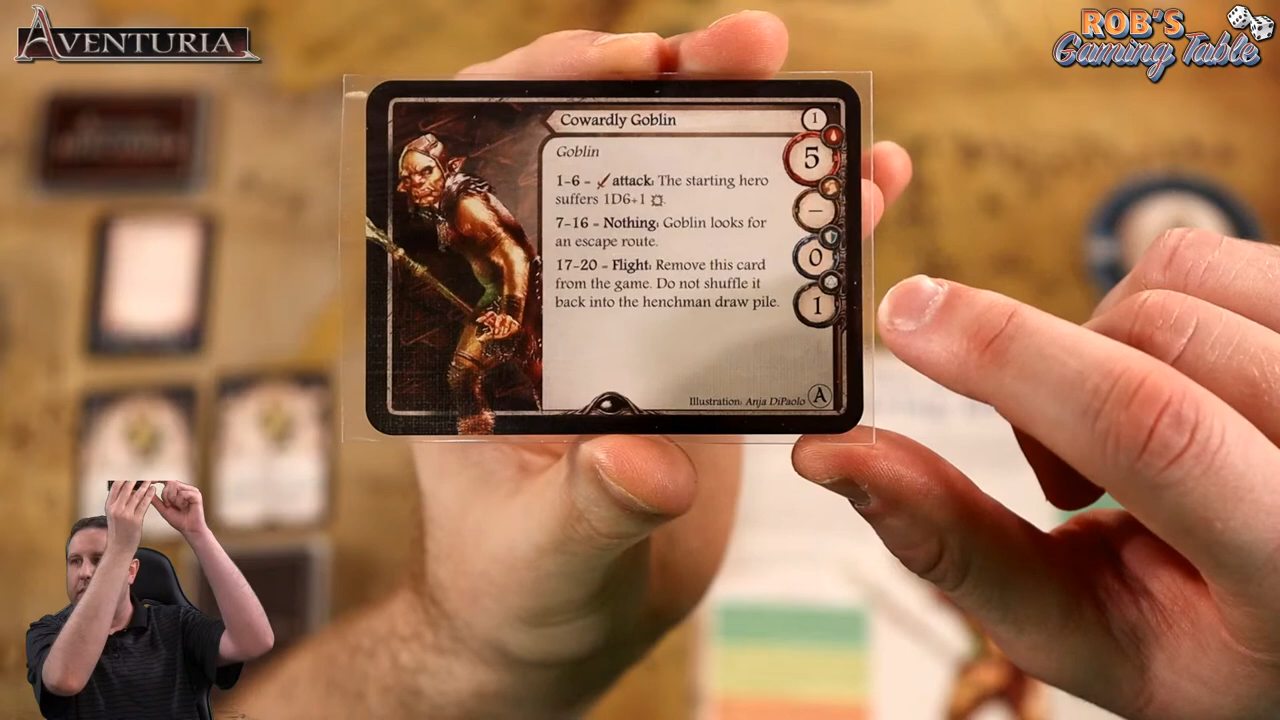 AVENTURIA
ROB'S
Gaming Table
Cowardly Goblin
1
Goblin
5
1-6 - attack: The starting hero
suffers 1D6+1 .
–
7-16 - Nothing: Goblin looks for
an escape route.
0
17-20 - Flight: Remove this card
from the game. Do not shuffle it
back into the henchman draw pile.
1
Illustration: Anja DiPaolo
A